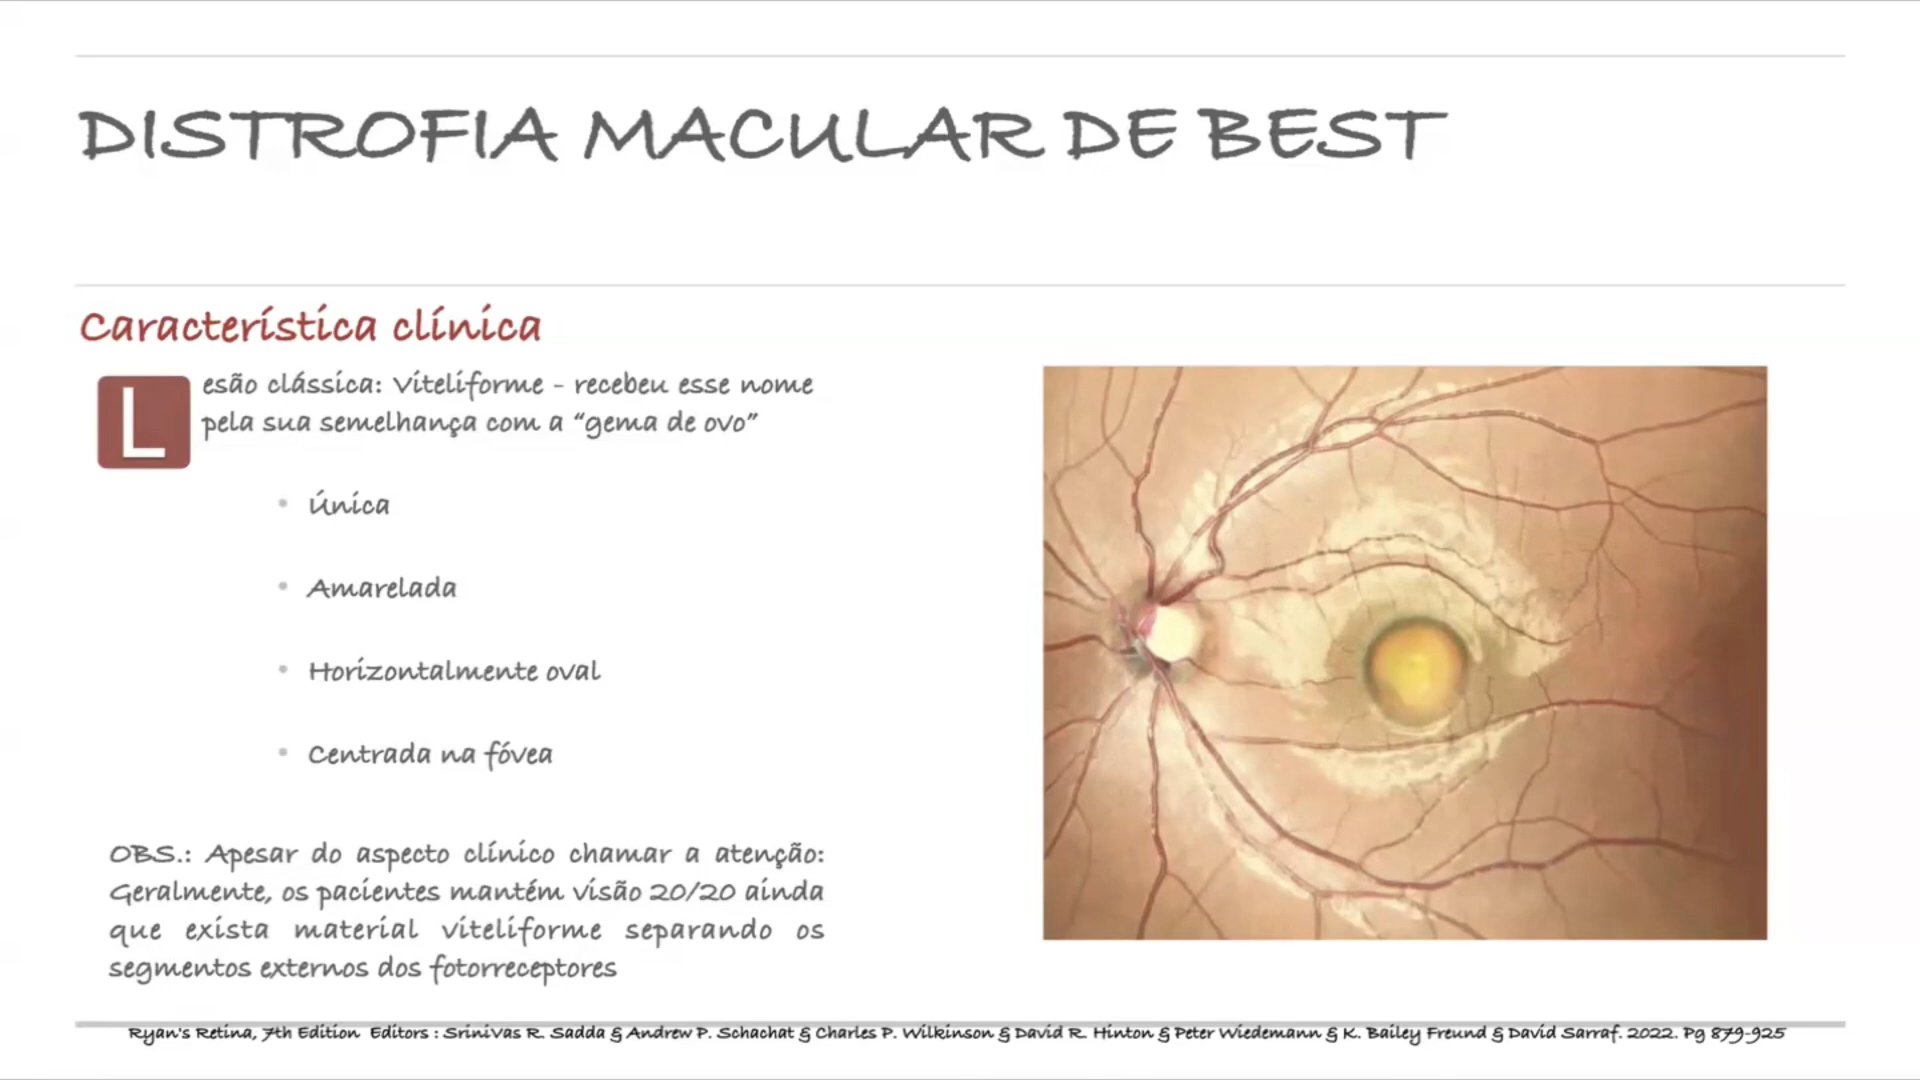 DISTROFIA MACULAR DE BEST
Característica clínica
Lesão clássica: Viteliforme - recebeu esse nome
pela sua semelhança com a “gema de ovo”
• Única
• Amarelada
• Horizontalmente oval
• Centrada na fóvea
OBS.: Apesar do aspecto clínico chamar a atenção:
Geralmente, os pacientes mantém visão 20/20 ainda
que exista material viteliforme separando os
segmentos externos dos fotorreceptores
Ryan's Retina, 7th Edition Editors : SriniVas R. Sadda & Andrew P. Schachat & Charles P. Wilkinson & David R. Hinton & Peter Wiedemann & K. Bailey Freund & David Sarraf. 2022. Pg 879-925